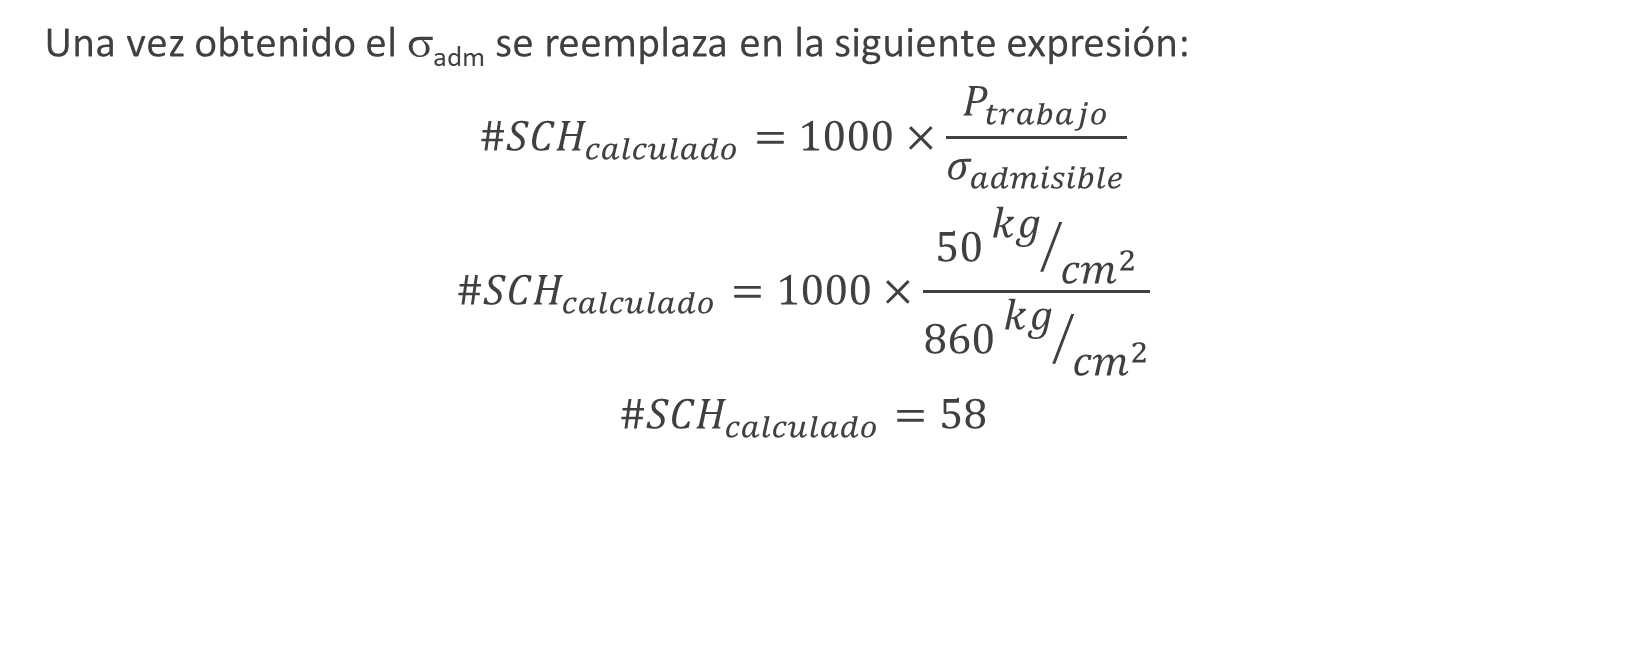 Una vez obtenido el σadm se reemplaza en la siguiente expresión:
#SCHcalculado = 1000 × Ptrabajo / σadmisible
#SCHcalculado = 1000 × 50 kg/cm² / 860 kg/cm²
#SCHcalculado = 58